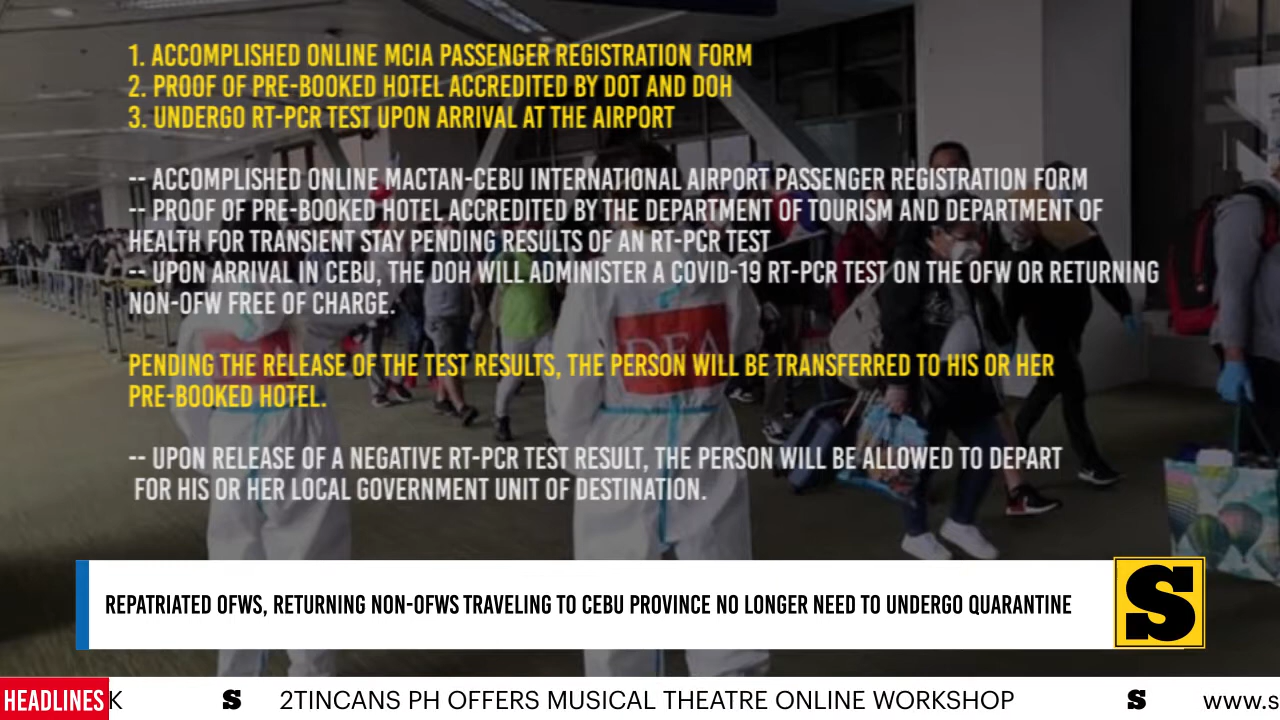 1. ACCOMPLISHED ONLINE MCIA PASSENGER REGISTRATION FORM
2. PROOF OF PRE-BOOKED HOTEL ACCREDITED BY DOT AND DOH
3. UNDERGO RT-PCR TEST UPON ARRIVAL AT THE AIRPORT
-- ACCOMPLISHED ONLINE MACTAN-CEBU INTERNATIONAL AIRPORT PASSENGER REGISTRATION FORM
-- PROOF OF PRE-BOOKED HOTEL ACCREDITED BY THE DEPARTMENT OF TOURISM AND DEPARTMENT OF
HEALTH FOR TRANSIENT STAY PENDING RESULTS OF AN RT-PCR TEST
-- UPON ARRIVAL IN CEBU, THE DOH WILL ADMINISTER A COVID-19 RT-PCR TEST ON THE OFW OR RETURNING
NON-OFW FREE OF CHARGE.
PENDING THE RELEASE OF THE TEST RESULTS, THE PERSON WILL BE TRANSFERRED TO HIS OR HER
PRE-BOOKED HOTEL.
-- UPON RELEASE OF A NEGATIVE RT-PCR TEST RESULT, THE PERSON WILL BE ALLOWED TO DEPART
FOR HIS OR HER LOCAL GOVERNMENT UNIT OF DESTINATION.
REPATRIATED OFWS, RETURNING NON-OFWS TRAVELING TO CEBU PROVINCE NO LONGER NEED TO UNDERGO QUARANTINE
S
HEADLINES K S 2TINCANS PH OFFERS MUSICAL THEATRE ONLINE WORKSHOP S www.s